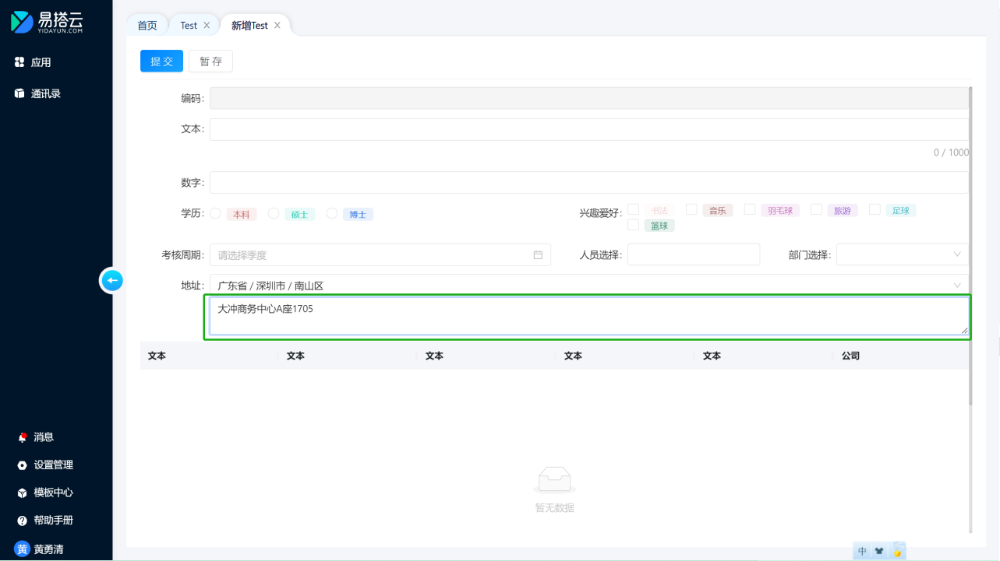 易搭云
YIDAYUN.COM
首页 Test 新增Test
应用
通讯录
提交 暂存
编码:
文本:
0 / 1000
数字:
学历: 本科 硕士 博士
兴趣爱好: 书法 音乐 羽毛球 旅游 足球
篮球
考核周期: 请选择季度 人员选择: 部门选择:
地址: 广东省 / 深圳市 / 南山区
大冲商务中心A座1705
文本 文本 文本 文本 文本 公司
暂无数据
消息
设置管理
模板中心
帮助手册
黄 黄勇清
中